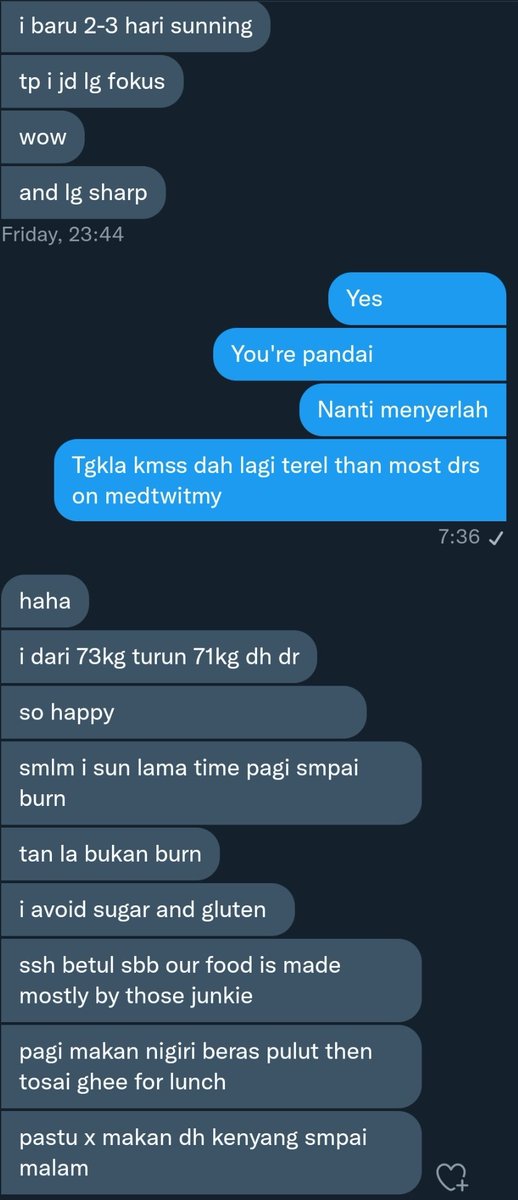 i baru 2-3 hari sunning
tp i jd lg fokus
wow
and lg sharp
Friday, 23:44
Yes
You're pandai
Nanti menyerlah
Tgkla kmss dah lagi terel than most drs
on medtwitmy
7:36
haha
i dari 73kg turun 71kg dh dr
so happy
smlm i sun lama time pagi smpai
burn
tan la bukan burn
i avoid sugar and gluten
ssh betul sbb our food is made
mostly by those junkie
pagi makan nigiri beras pulut then
tosai ghee for lunch
pastu x makan dh kenyang smpai
malam